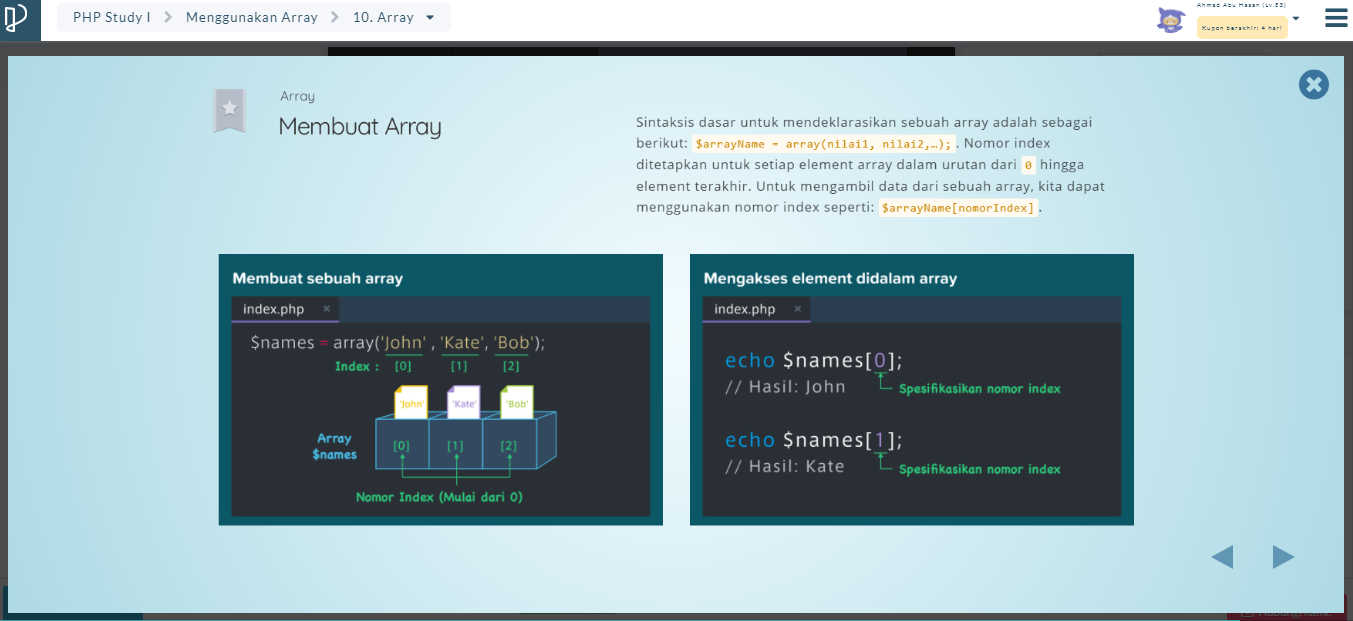 PHP Study I
Menggunakan Array
10. Array
Ahmad Abu Hasan (Lv.53)
Kupon berakhir: 4 hari
Array
Membuat Array
Sintaksis dasar untuk mendeklarasikan sebuah array adalah sebagai
berikut: $arrayName = array(nilai1, nilai2,…); . Nomor index
ditetapkan untuk setiap element array dalam urutan dari 0 hingga
element terakhir. Untuk mengambil data dari sebuah array, kita dapat
menggunakan nomor index seperti: $arrayName[nomorIndex] .
Membuat sebuah array
index.php ×
$names = array('John' , 'Kate', 'Bob');
Index : [0] [1] [2]
'John' 'Kate' 'Bob'
Array
$names
[0] [1] [2]
Nomor Index (Mulai dari 0)
Mengakses element didalam array
index.php ×
echo $names[0];
// Hasil: John
Spesifikasikan nomor index
echo $names[1];
// Hasil: Kate
Spesifikasikan nomor index